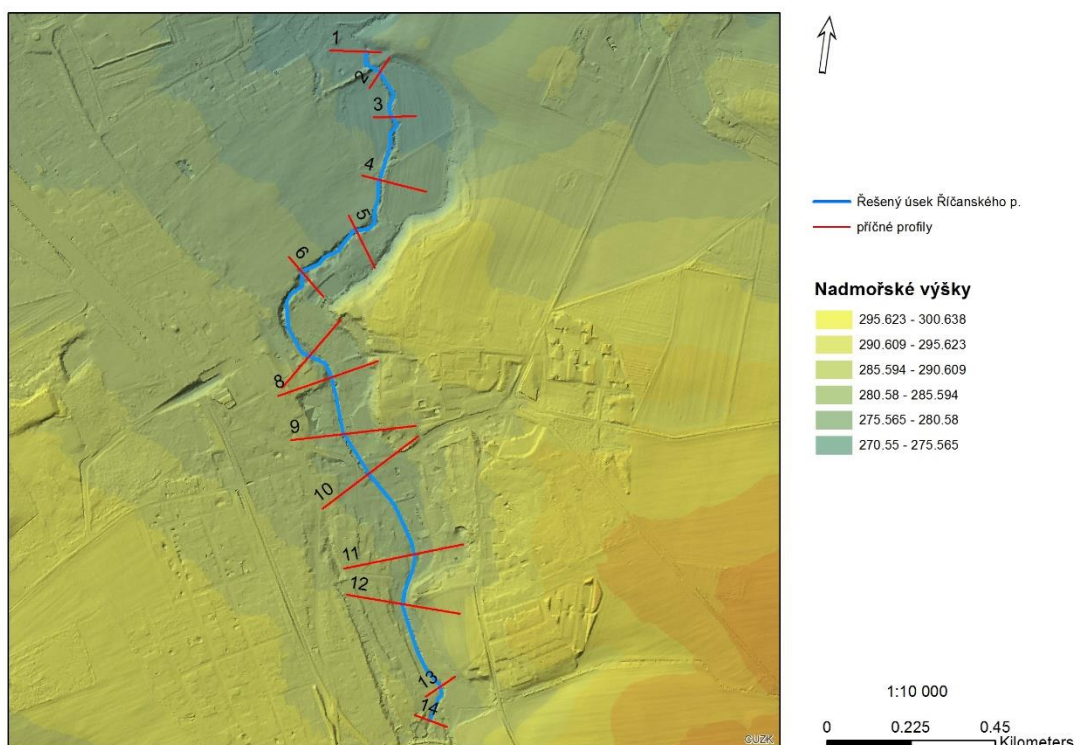 1
2
3
4
5
6
8
9
10
11
12
13
14
CUZK
Řešený úsek Říčanského p.
příčné profily
Nadmořské výšky
295.623 - 300.638
290.609 - 295.623
285.594 - 290.609
280.58 - 285.594
275.565 - 280.58
270.55 - 275.565
1:10 000
0 0.225 0.45
Kilometers